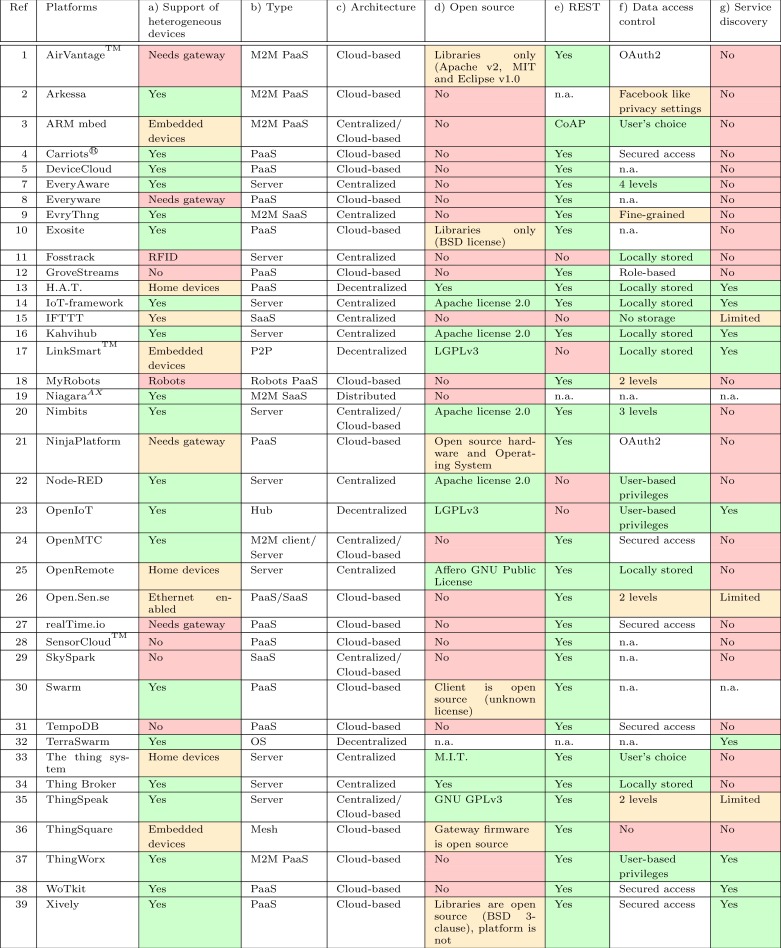 Ref Platforms a) Support of heterogeneous devices b) Type c) Architecture d) Open source e) REST f) Data access control g) Service discovery
1 AirVantage™ Needs gateway M2M PaaS Cloud-based Libraries only (Apache v2, MIT and Eclipse v1.0 Yes OAuth2 No
2 Arkessa Yes M2M PaaS Cloud-based No n.a. Facebook like privacy settings No
3 ARM mbed Embedded devices M2M PaaS Centralized/ Cloud-based No CoAP User's choice No
4 Carriots® Yes PaaS Cloud-based No Yes Secured access No
5 DeviceCloud Yes PaaS Cloud-based No Yes n.a. No
7 EveryAware Yes Server Centralized No Yes 4 levels No
8 Everyware Needs gateway PaaS Cloud-based No Yes n.a. No
9 EvryThng Yes M2M SaaS Centralized No Yes Fine-grained No
10 Exosite Yes PaaS Cloud-based Libraries only (BSD license) Yes n.a. No
11 Fosstrack RFID Server Centralized No No Locally stored No
12 GroveStreams No PaaS Cloud-based No Yes Role-based No
13 H.A.T. Home devices PaaS Decentralized Yes Yes Locally stored Yes
14 IoT-framework Yes Server Centralized Apache license 2.0 Yes Locally stored Yes
15 IFTTT Yes SaaS Centralized No No No storage Limited
16 Kahvihub Yes Server Centralized Apache license 2.0 Yes Locally stored Yes
17 LinkSmart™ Embedded devices P2P Decentralized LGPLv3 No Locally stored Yes
18 MyRobots Robots Robots PaaS Cloud-based No Yes 2 levels No
19 Niagara^AX Yes M2M SaaS Distributed No n.a. n.a. n.a.
20 Nimbits Yes Server Centralized/ Cloud-based Apache license 2.0 Yes 3 levels No
21 NinjaPlatform Needs gateway PaaS Cloud-based Open source hard-ware and Operat-ing System Yes OAuth2 No
22 Node-RED Yes Server Centralized Apache license 2.0 No User-based privileges No
23 OpenIoT Yes Hub Decentralized LGPLv3 No User-based privileges Yes
24 OpenMTC Yes M2M client/ Server Centralized/ Cloud-based No Yes Secured access No
25 OpenRemote Home devices Server Centralized Affero GNU Public License Yes Locally stored No
26 Open.Sen.se Ethernet en-abled PaaS/SaaS Cloud-based No Yes 2 levels Limited
27 realTime.io Needs gateway PaaS Cloud-based No Yes Secured access No
28 SensorCloud™ No PaaS Cloud-based No Yes n.a. No
29 SkySpark No SaaS Centralized/ Cloud-based No Yes n.a. No
30 Swarm Yes PaaS Cloud-based Client is open source (unknown license) Yes n.a. n.a.
31 TempoDB No PaaS Cloud-based No Yes Secured access No
32 TerraSwarm Yes OS Decentralized n.a. n.a. n.a. Yes
33 The thing sys-tem Home devices Server Centralized M.I.T. Yes User's choice No
34 Thing Broker Yes Server Centralized Yes Yes Locally stored No
35 ThingSpeak Yes Server Centralized/ Cloud-based GNU GPLv3 Yes 2 levels Limited
36 ThingSquare Embedded devices Mesh Cloud-based Gateway firmware is open source Yes No No
37 ThingWorx Yes M2M PaaS Cloud-based No Yes User-based privileges Yes
38 WoTkit Yes PaaS Cloud-based No Yes Secured access Yes
39 Xively Yes PaaS Cloud-based Libraries are open source (BSD 3-clause), platform is not Yes Secured access Yes